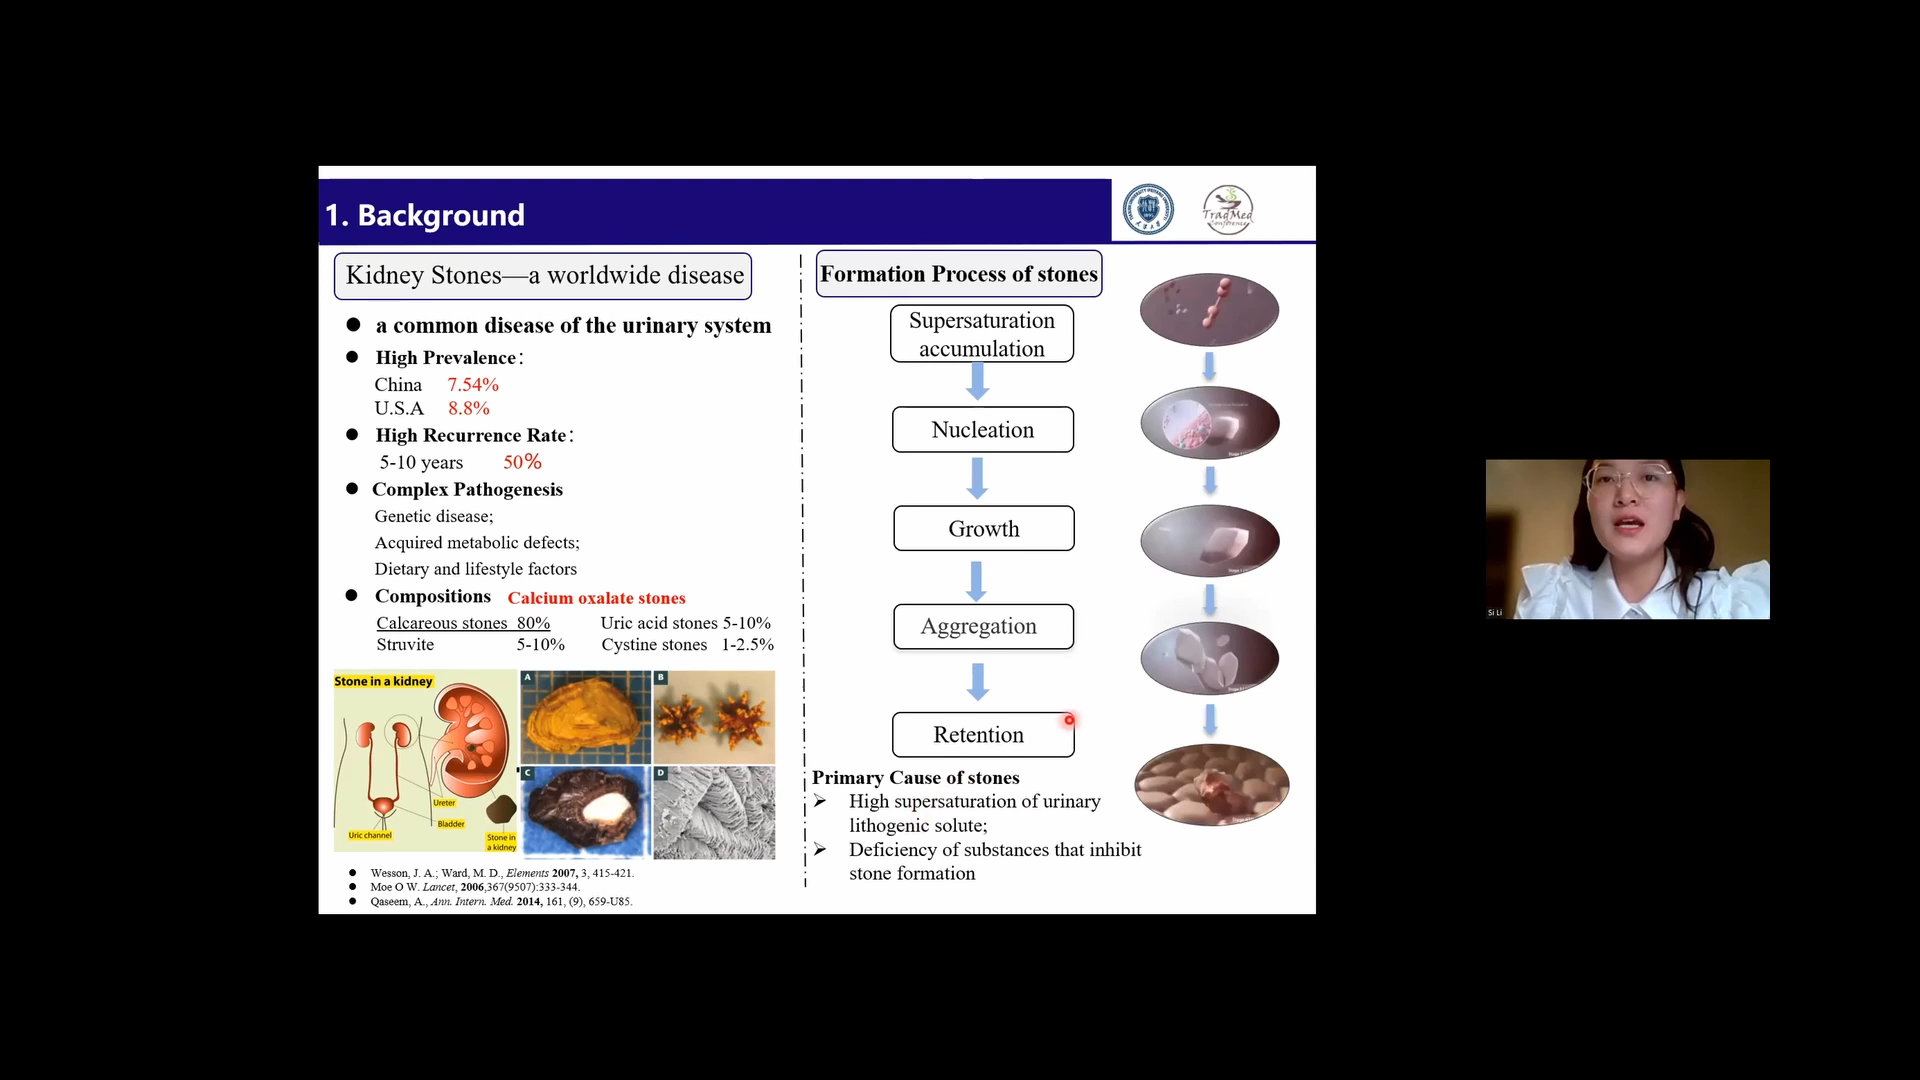 1. Background
TradMed
Conference
Kidney Stones—a worldwide disease
● a common disease of the urinary system
● High Prevalence:
China 7.54%
U.S.A 8.8%
● High Recurrence Rate:
5-10 years 50%
● Complex Pathogenesis
Genetic disease;
Acquired metabolic defects;
Dietary and lifestyle factors
● Compositions Calcium oxalate stones
Calcareous stones 80% Uric acid stones 5-10%
Struvite 5-10% Cystine stones 1-2.5%
Stone in a kidney
Ureter
Bladder
Uric channel
Stone in
a kidney
A
B
C
D
● Wesson, J. A.; Ward, M. D., Elements 2007, 3, 415-421.
● Moe O W. Lancet, 2006,367(9507):333-344.
● Qaseem, A., Ann. Intern. Med. 2014, 161, (9), 659-U85.
Formation Process of stones
Supersaturation
accumulation
Nucleation
Growth
Aggregation
Retention
Primary Cause of stones
➢ High supersaturation of urinary
lithogenic solute;
➢ Deficiency of substances that inhibit
stone formation
Si Li